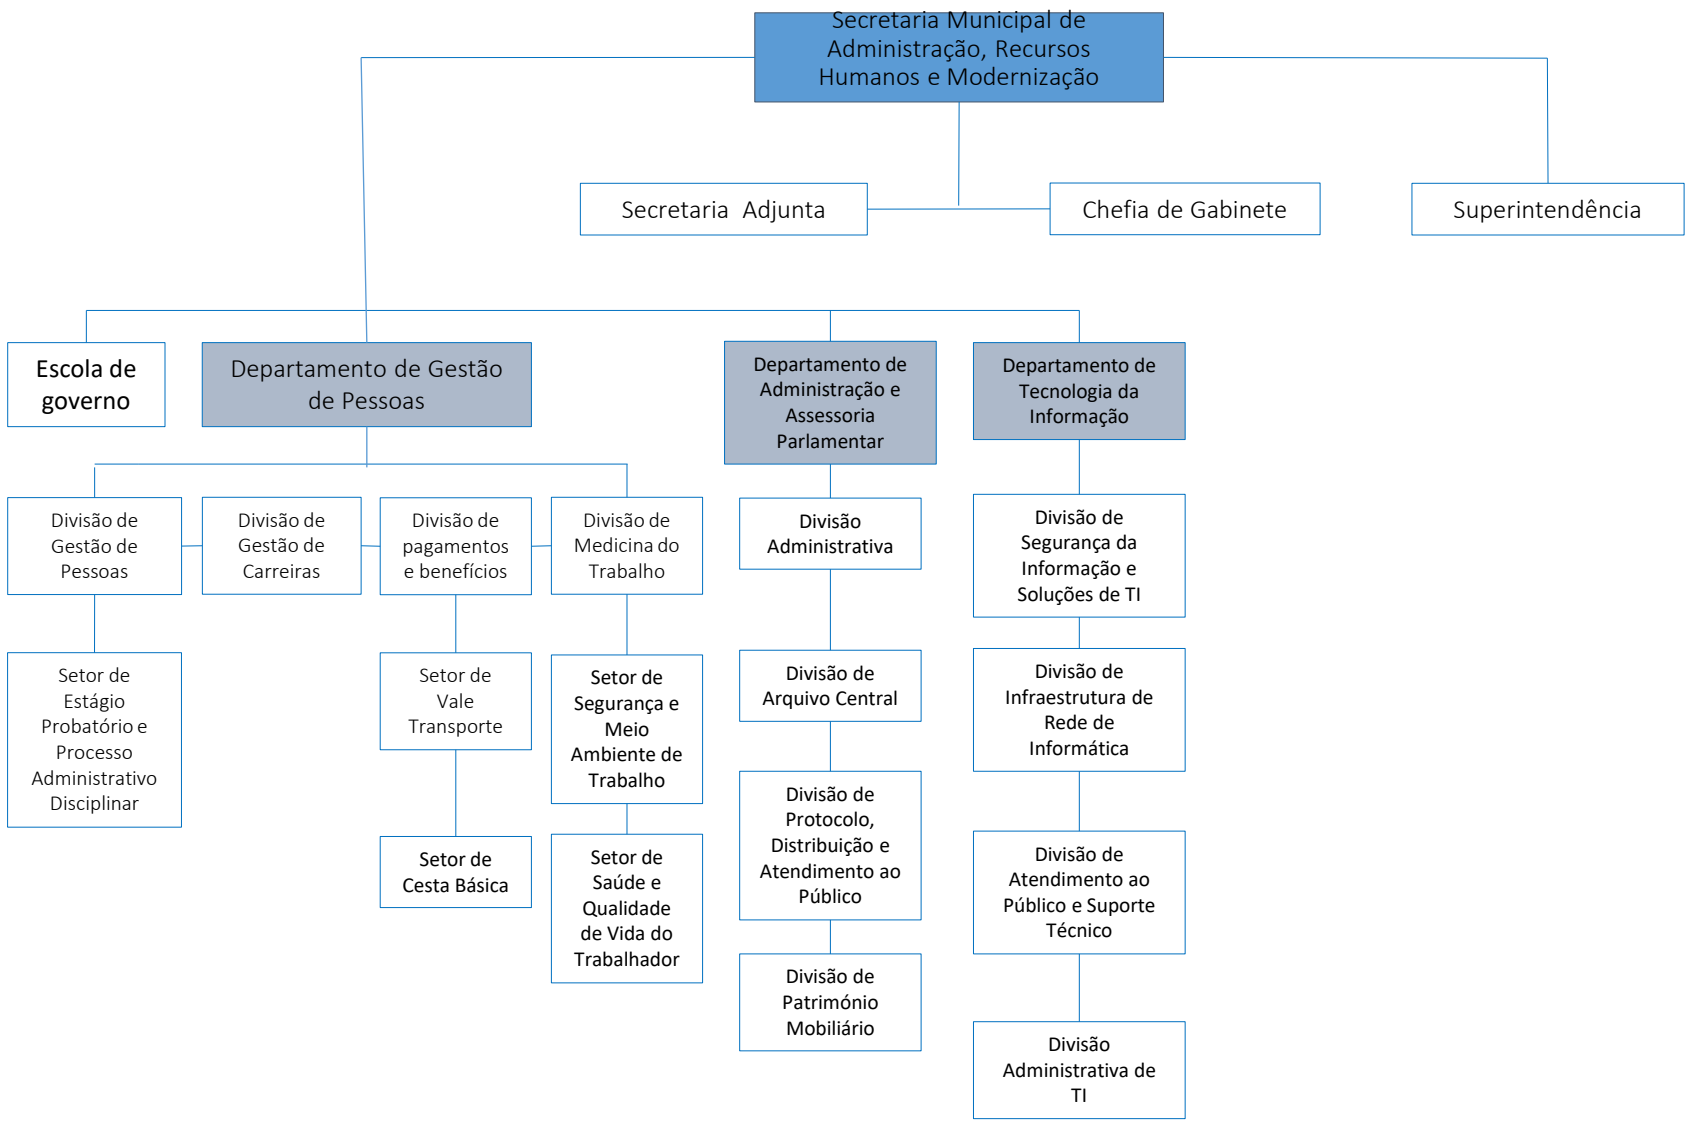 Secretaria Municipal de
Administração, Recursos
Humanos e Modernização
Secretaria Adjunta
Chefia de Gabinete
Superintendência
Escola de
governo
Departamento de Gestão
de Pessoas
Departamento de
Administração e
Assessoria
Parlamentar
Departamento de
Tecnologia da
Informação
Divisão de
Gestão de
Pessoas
Divisão de
Gestão de
Carreiras
Divisão de
pagamentos
e benefícios
Divisão de
Medicina do
Trabalho
Divisão
Administrativa
Divisão de
Segurança da
Informação e
Soluções de TI
Setor de
Estágio
Probatório e
Processo
Administrativo
Disciplinar
Setor de
Vale
Transporte
Setor de
Segurança e
Meio
Ambiente de
Trabalho
Divisão de
Arquivo Central
Divisão de
Infraestrutura de
Rede de
Informática
Setor de
Cesta Básica
Setor de
Saúde e
Qualidade
de Vida do
Trabalhador
Divisão de
Protocolo,
Distribuição e
Atendimento ao
Público
Divisão de
Atendimento ao
Público e Suporte
Técnico
Divisão de
Património
Mobiliário
Divisão
Administrativa de
TI